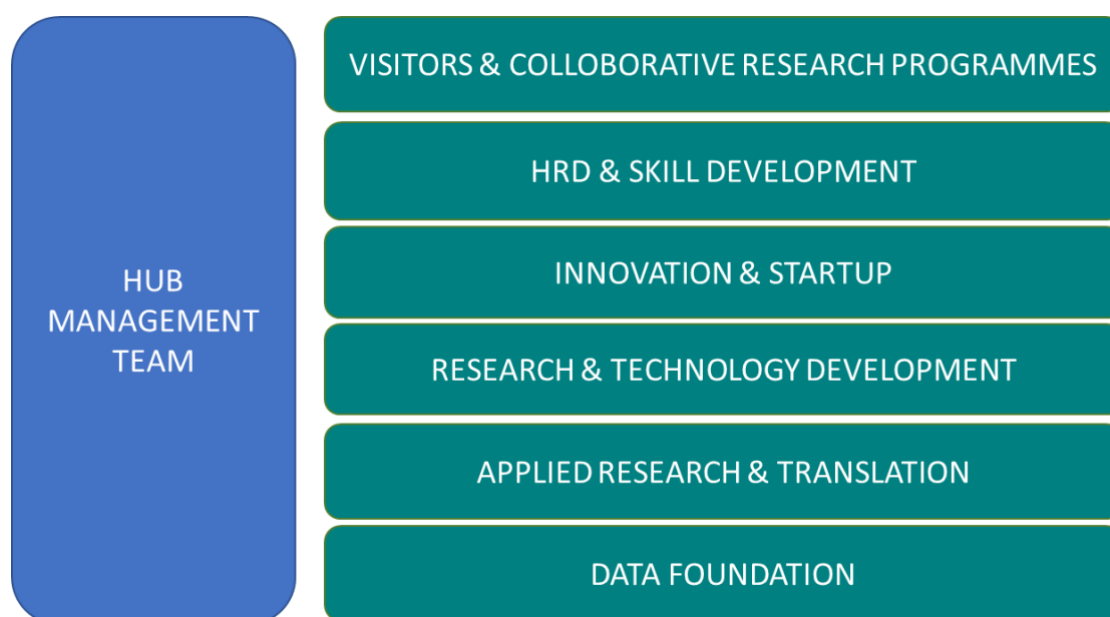 HUB
MANAGEMENT
TEAM
VISITORS & COLLOBORATIVE RESEARCH PROGRAMMES
HRD & SKILL DEVELOPMENT
INNOVATION & STARTUP
RESEARCH & TECHNOLOGY DEVELOPMENT
APPLIED RESEARCH & TRANSLATION
DATA FOUNDATION